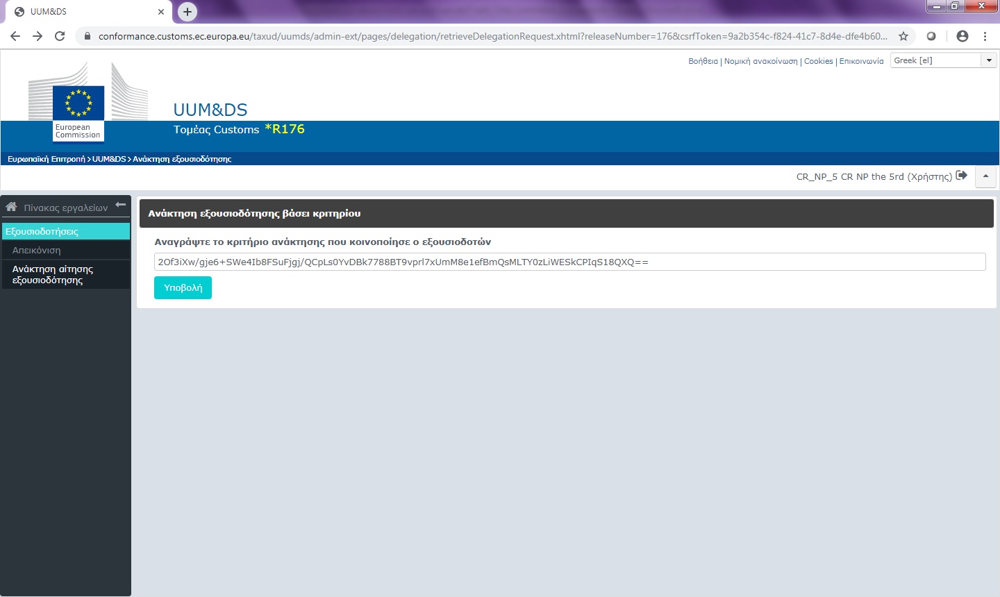 UUM&DS
conformance.customs.ec.europa.eu/taxud/uumds/admin-ext/pages/delegation/retrieveDelegationRequest.xhtml?releaseNumber=176&csrfToken=9a2b354c-f824-41c7-8d4e-dfe4b60...
Βοήθεια | Νομική ανακοίνωση | Cookies | Επικοινωνία Greek [el]
UUM&DS
Τομέας Customs *R176
European
Commission
Ευρωπαϊκή Επιτροπή > UUM&DS > Ανάκτηση εξουσιοδότησης
CR_NP_5 CR NP the 5rd (Χρήστης)
Πίνακας εργαλείων
Εξουσιοδοτήσεις
Απεικόνιση
Ανάκτηση αίτησης
εξουσιοδότησης
Ανάκτηση εξουσιοδότησης βάσει κριτηρίου
Αναγράψτε το κριτήριο ανάκτησης που κοινοποίησε ο εξουσιοδοτών
2Of3iXw/gje6+SWe4Ib8FSuFjgj/QCpLs0YvDBk7788BT9vprl7xUmM8e1efBmQsMLTY0zLiWESkCPIqS18QXQ==
Υποβολή